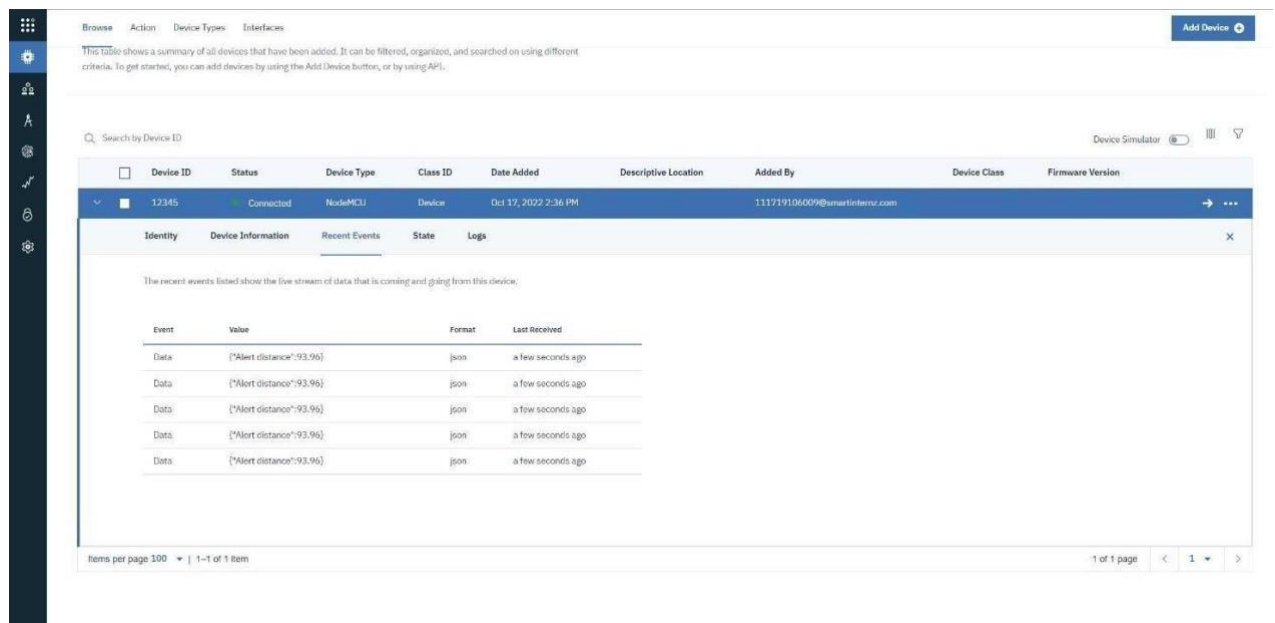 Browse Action Device Types Interfaces
Add Device
This table shows a summary of all devices that have been added. It can be filtered, organized, and searched on using different
criteria. To get started, you can add devices by using the Add Device button, or by using API.
Search by Device ID
Device Simulator
Device ID Status Device Type Class ID Date Added Descriptive Location Added By Device Class Firmware Version
12345 Connected NodeMCU Device Oct 17, 2022 2:36 PM 111719106009@smartinternz.com
Identity Device Information Recent Events State Logs
The recent events listed show the live stream of data that is coming and going from this device.
Event Value Format Last Received
Data {"Alert distance":93.96} json a few seconds ago
Data {"Alert distance":93.96} json a few seconds ago
Data {"Alert distance":93.96} json a few seconds ago
Data {"Alert distance":93.96} json a few seconds ago
Data {"Alert distance":93.96} json a few seconds ago
Items per page 100 | 1–1 of 1 item
1 of 1 page < 1 >